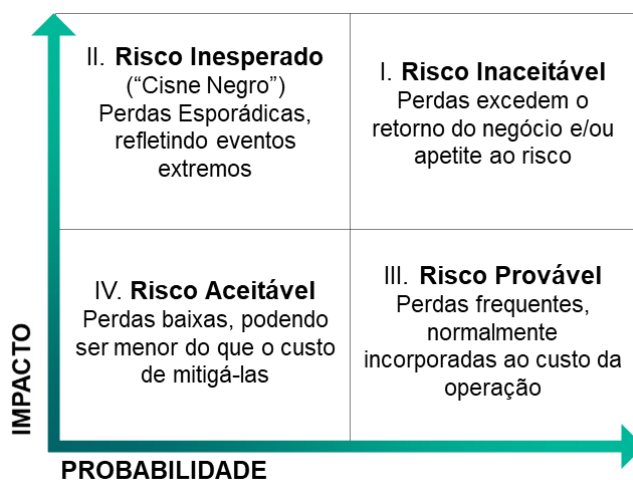 II. Risco Inesperado
(“Cisne Negro”)
Perdas Esporádicas,
refletindo eventos
extremos
I. Risco Inaceitável
Perdas excedem o
retorno do negócio e/ou
apetite ao risco
IV. Risco Aceitável
Perdas baixas, podendo
ser menor do que o custo
de mitigá-las
III. Risco Provável
Perdas frequentes,
normalmente
incorporadas ao custo da
operação
IMPACTO
PROBABILIDADE